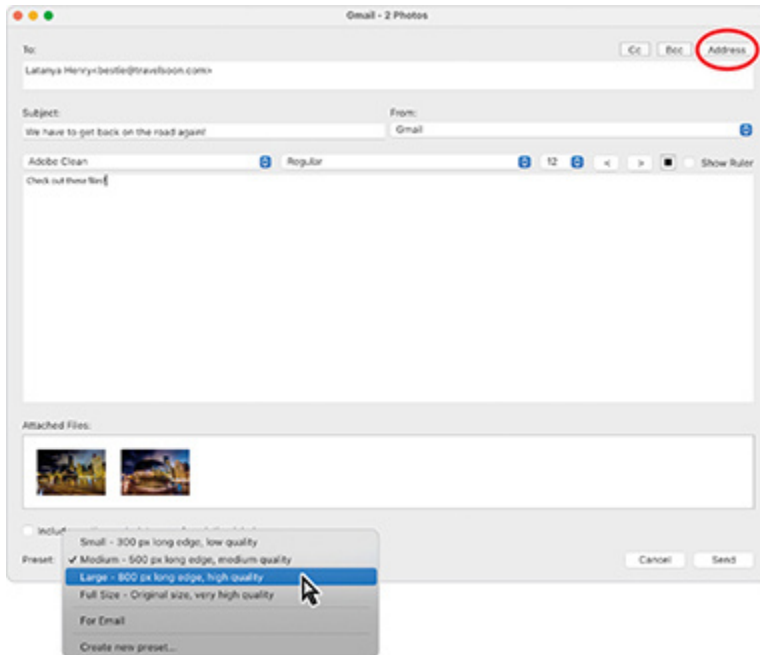 Gmail - 2 Photos
To:
Cc Bcc Address
Latanya Henry<bestie@travelsoon.com>
Subject: From:
We have to get back on the road again! Gmail
Adobe Clean Regular 12 < > Show Ruler
Check out these files!
Attached Files:
Small - 300 px long edge, low quality
Preset: ✓ Medium - 500 px long edge, medium quality
Cancel Send
Large - 800 px long edge, high quality
Full Size - Original size, very high quality
For Email
Create new preset...